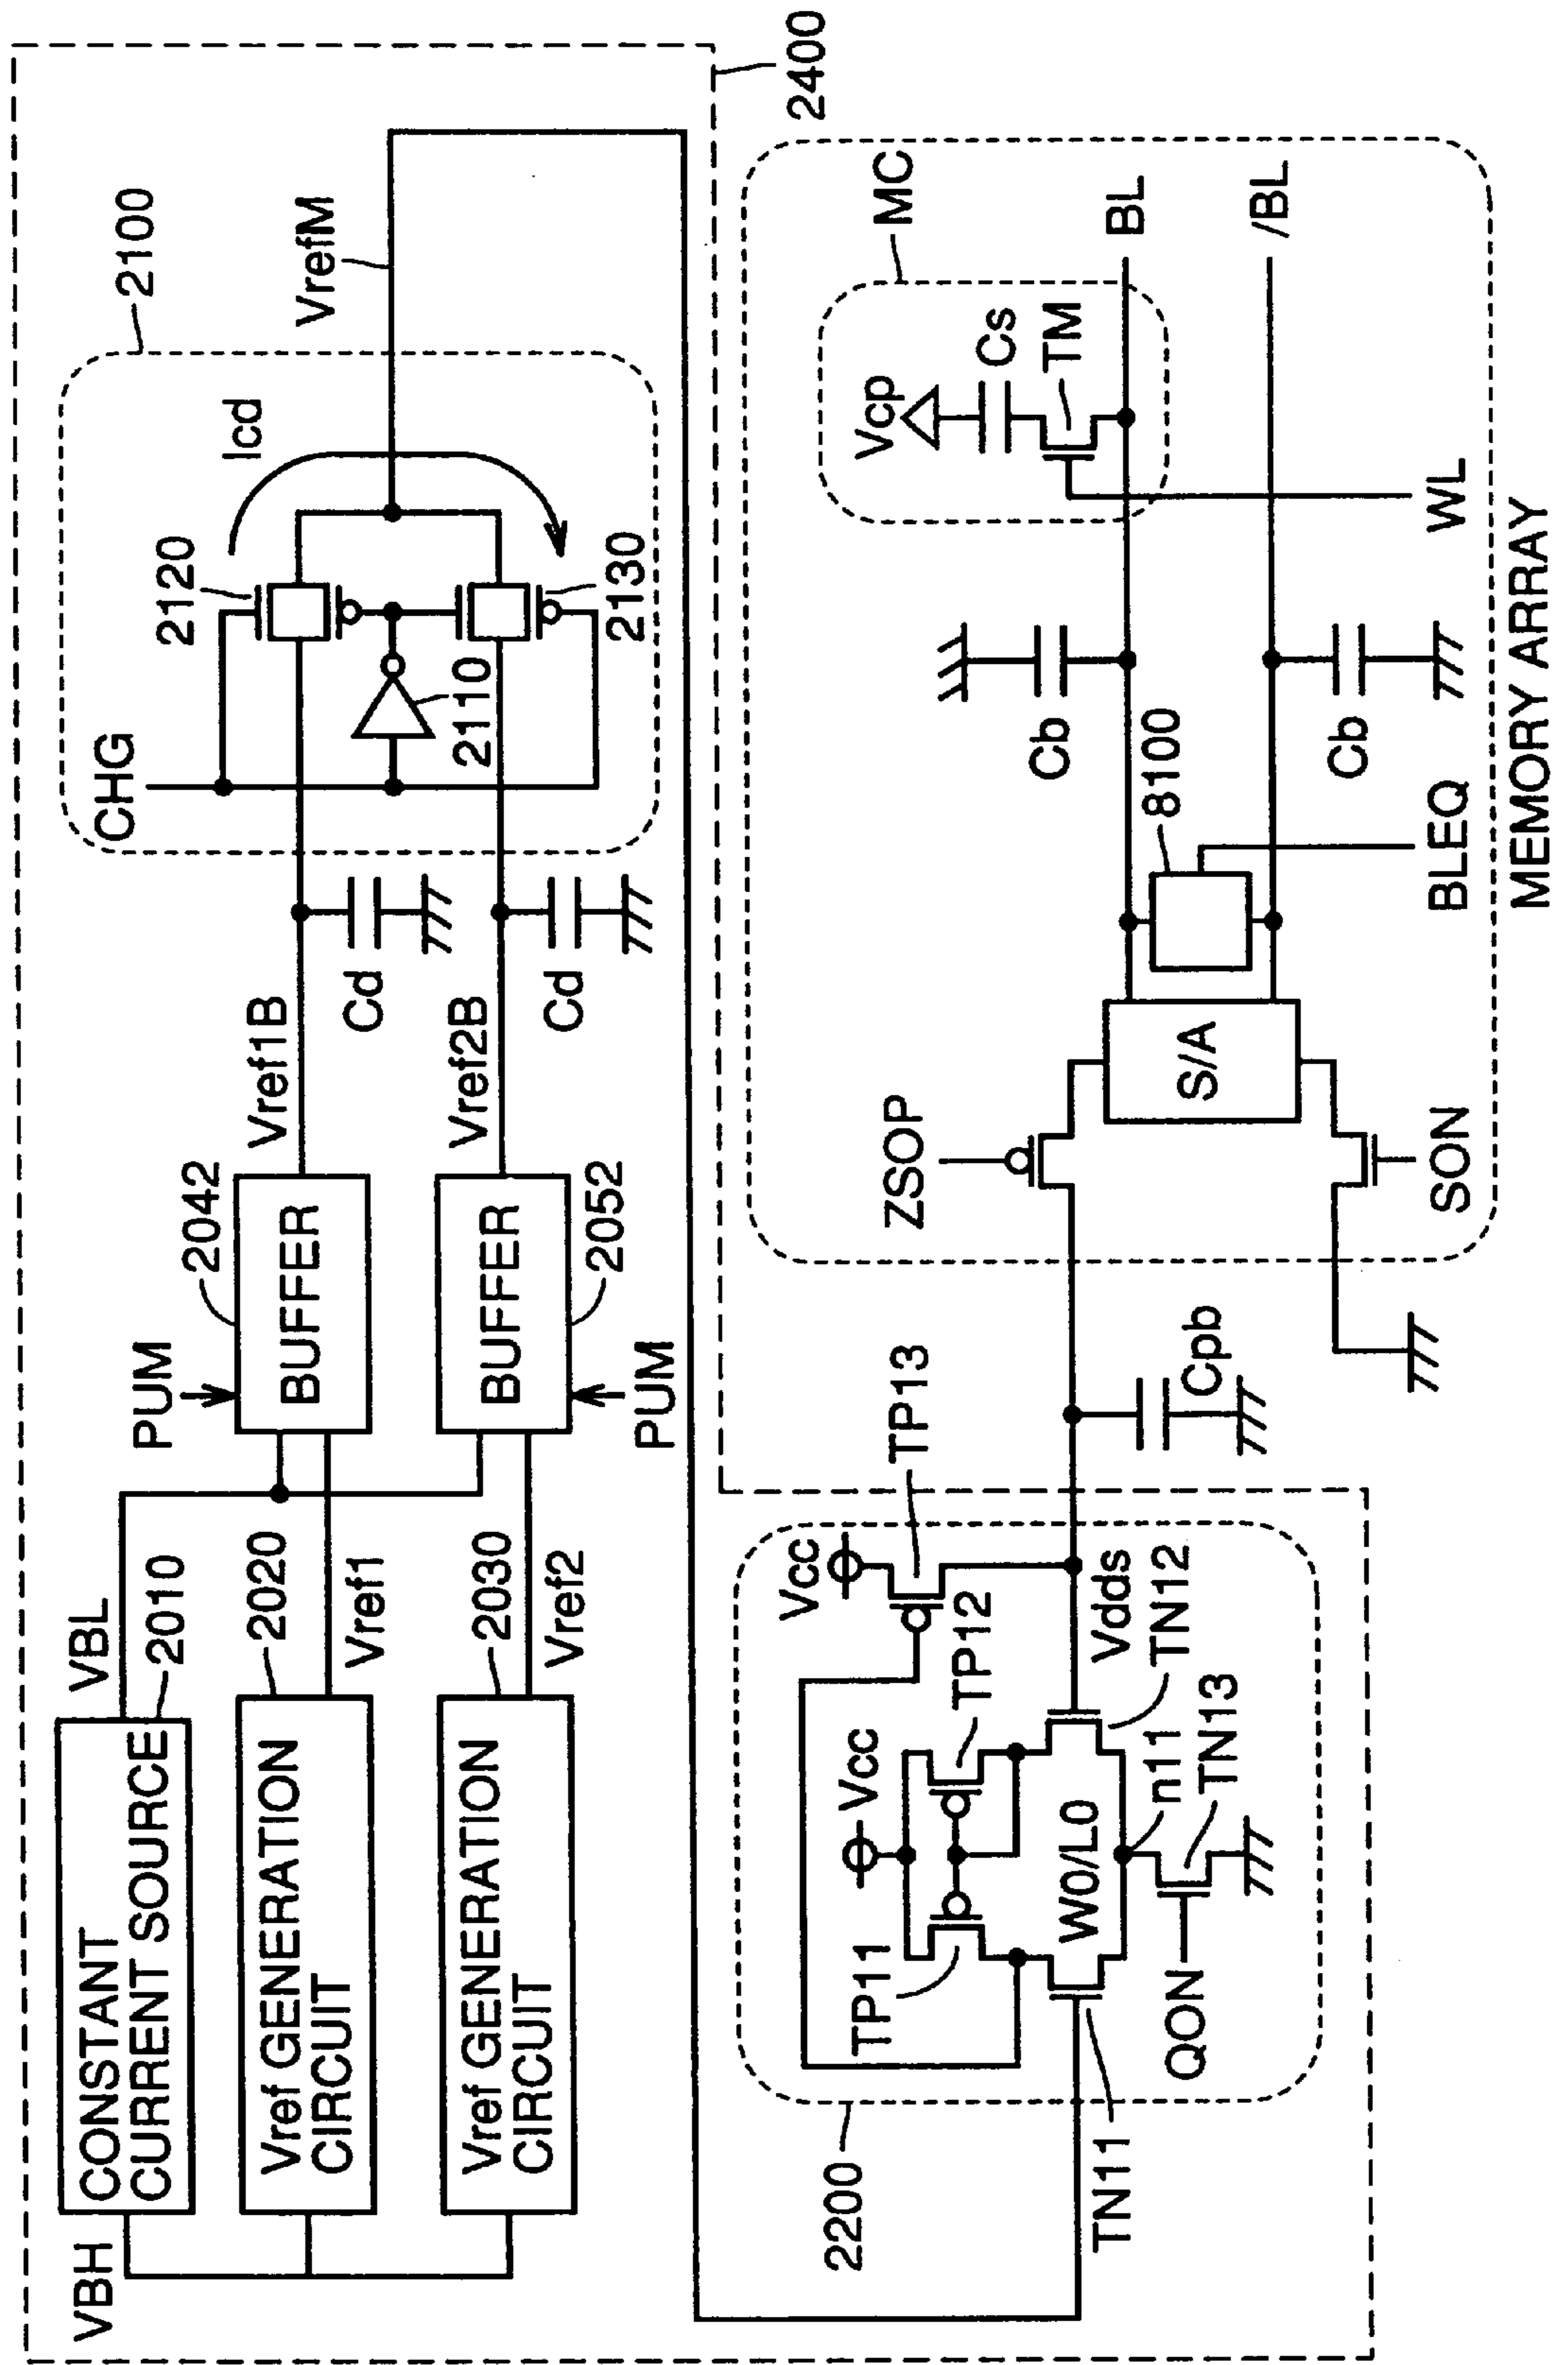 VBH
CONSTANT
CURRENT SOURCE
VBL
2010
Vref GENERATION
CIRCUIT
2020
Vref1
Vref GENERATION
CIRCUIT
2030
Vref2
PUM
BUFFER
2042
BUFFER
2052
PUM
Vref1B
Cd
Vref2B
Cd
CHG
2120
2110
2130
Icd
2100
VrefM
2400
2200
TN11
TP11
Vcc
TP12
W0/L0
n11
TN13
QON
TN12
Vcc
TP13
Vdds
Cpb
ZSOP
S/A
SON
8100
BLEQ
Cb
Cb
Vcp
Cs
TM
MC
WL
BL
/BL
MEMORY ARRAY